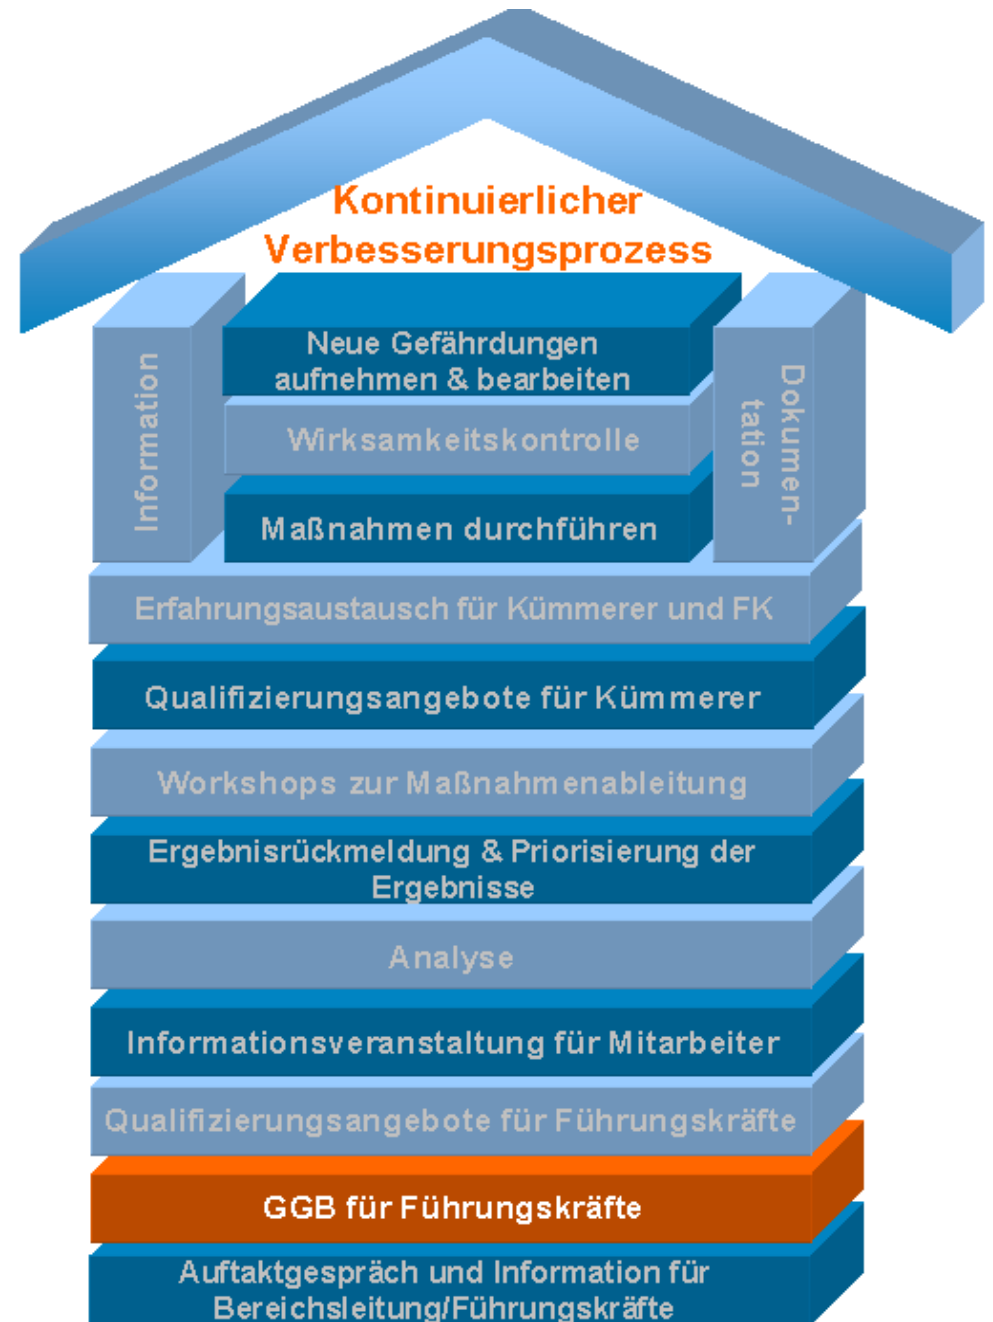 Kontinuierlicher
Verbesserungsprozess
Information
Neue Gefährdungen
aufnehmen & bearbeiten
Wirksamkeitskontrolle
Maßnahmen durchführen
Dokumen-
tation
Erfahrungsaustausch für Kümmerer und FK
Qualifizierungsangebote für Kümmerer
Workshops zur Maßnahmenableitung
Ergebnisrückmeldung & Priorisierung der
Ergebnisse
Analyse
Informationsveranstaltung für Mitarbeiter
Qualifizierungsangebote für Führungskräfte
GGB für Führungskräfte
Auftaktgespräch und Information für
Bereichsleitung/Führungskräfte